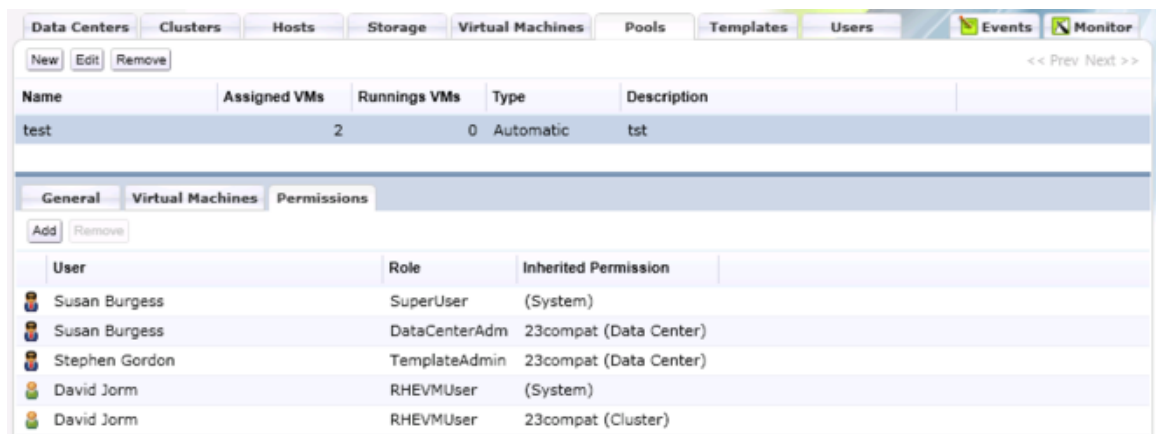 Data Centers Clusters Hosts Storage Virtual Machines Pools Templates Users Events Monitor
New Edit Remove << Prev Next >>
Name Assigned VMs Runnings VMs Type Description
test 2 0 Automatic tst
General Virtual Machines Permissions
Add Remove
User Role Inherited Permission
Susan Burgess SuperUser (System)
Susan Burgess DataCenterAdm 23compat (Data Center)
Stephen Gordon TemplateAdmin 23compat (Data Center)
David Jorm RHEVMUser (System)
David Jorm RHEVMUser 23compat (Cluster)